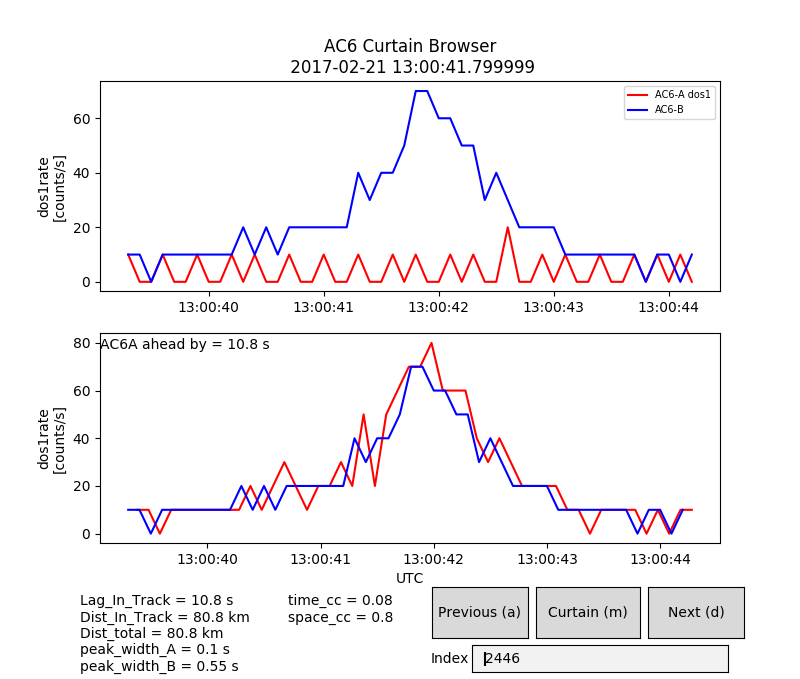 AC6 Curtain Browser
2017-02-21 13:00:41.799999
dos1rate
[counts/s]
60
40
20
0
AC6-A dos1
AC6-B
13:00:40 13:00:41 13:00:42 13:00:43 13:00:44
dos1rate
[counts/s]
80
60
40
20
0
AC6A ahead by = 10.8 s
13:00:40 13:00:41 13:00:42 13:00:43 13:00:44
UTC
Lag_In_Track = 10.8 s
Dist_In_Track = 80.8 km
Dist_total = 80.8 km
peak_width_A = 0.1 s
peak_width_B = 0.55 s
time_cc = 0.08
space_cc = 0.8
Previous (a) Curtain (m) Next (d)
Index 2446